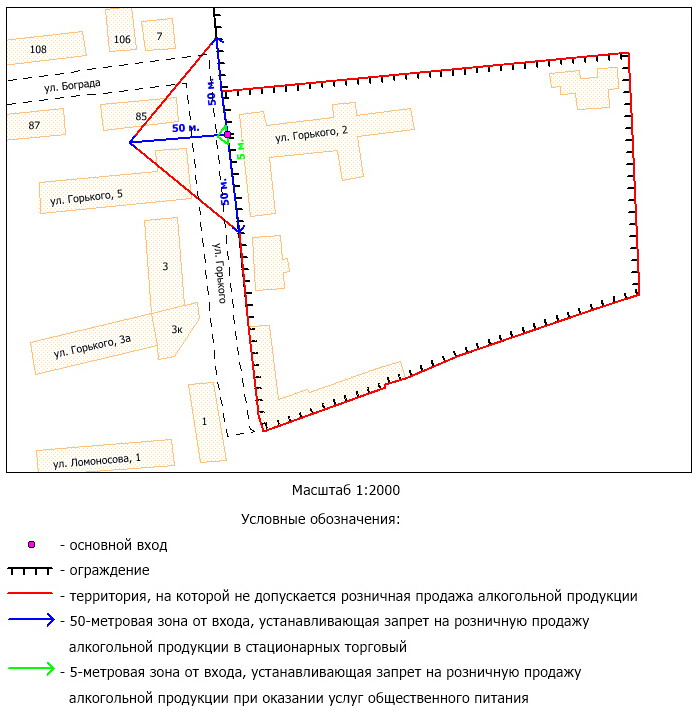 108
106
7
ул. Бограда
50 м.
87
85
50 м.
5 м.
ул. Горького, 2
ул. Горького, 5
50 м.
ул. Горького
3
3к
ул. Горького, 3а
1
ул. Ломоносова, 1
Масштаб 1:2000
Условные обозначения:
- основной вход
- ограждение
- территория, на которой не допускается розничная продажа алкогольной продукции
- 50-метровая зона от входа, устанавливающая запрет на розничную продажу
алкогольной продукции в стационарных торговый
- 5-метровая зона от входа, устанавливающая запрет на розничную продажу
алкогольной продукции при оказании услуг общественного питания